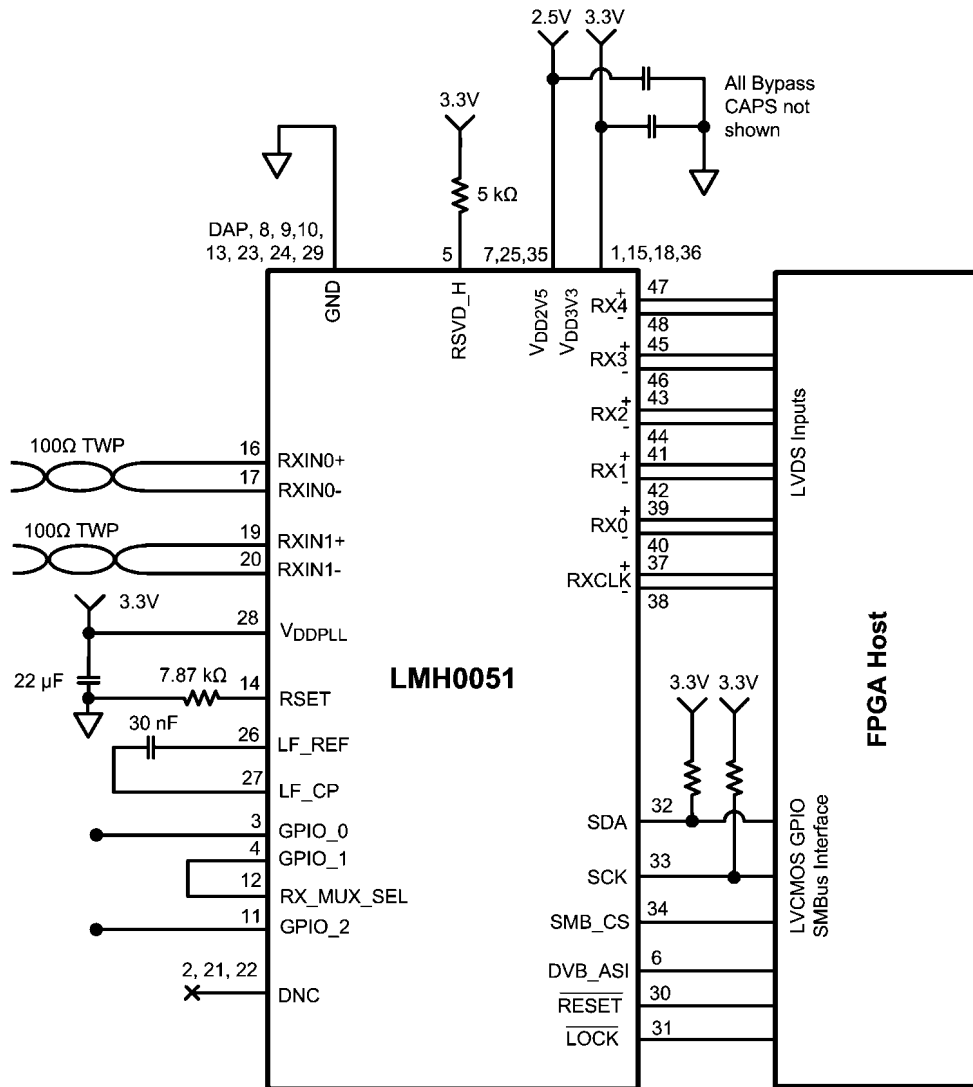 2.5V 3.3V
All Bypass
CAPS not
shown
3.3V
5 kΩ
DAP, 8, 9,10,
13, 23, 24, 29
5
7,25,35
1,15,18,36
GND
RSVD_H
VDD2V5
VDD3V3
47
RX4 + -
48
45
RX3 + -
46
43
RX2 + -
44
41
RX1 + -
42
39
RX0 + -
40
37
RXCLK + -
38
LVDS Inputs
100Ω TWP
16 RXIN0+
17 RXIN0-
100Ω TWP
19 RXIN1+
20 RXIN1-
3.3V
28 VDDPLL
22 µF
7.87 kΩ
14 RSET
30 nF
26 LF_REF
27 LF_CP
3 GPIO_0
4 GPIO_1
12 RX_MUX_SEL
11 GPIO_2
2, 21, 22 DNC
LMH0051
FPGA Host
3.3V 3.3V
SDA 32
SCK 33
SMB_CS 34
DVB_ASI 6
RESET 30
LOCK 31
LVCMOS GPIO
SMBus Interface